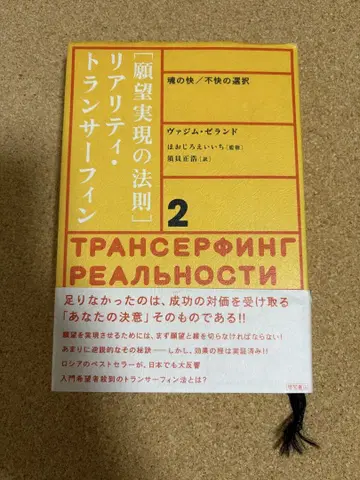 ［願望実現の法則］
リアリティ・
トランサーフィン
魂の快／不快の選択
ヴァジム・ゼランド
ほおじろえいいち（監修）
須貝正浩（訳）
2
ТРАНСЕРФИНГ
РЕАЛЬНОСТИ
足りなかったのは、成功の対価を受け取る
「あなたの決意」そのものである!!
願望を実現させるためには、まず願望と縁を切らなければならない!
あまりに逆説的なその秘訣——しかし、効果の程は実証済み!!
ロシアのベストセラーが、日本でも大反響
入門希望者殺到のトランサーフィン法とは?